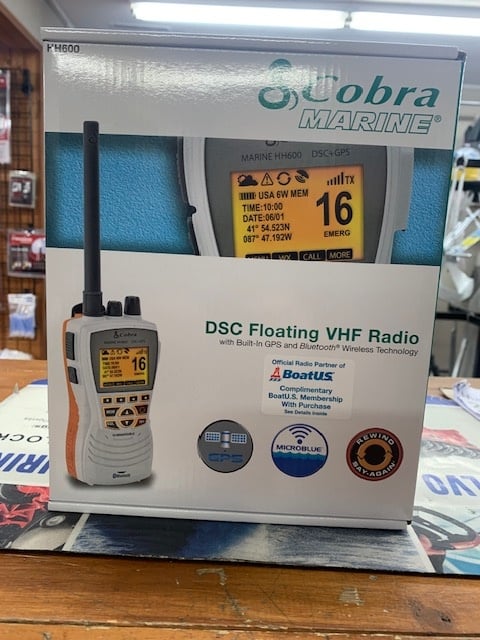 HH600
Cobra
MARINE®
MARINE HH600 DSC+GPS
TX
USA 6W MEM
TIME:10:00
DATE:06/01
16
41° 54.523N
087° 47.192W
EMERG
WX CALL MORE
Cobra
16
DSC Floating VHF Radio
with Built-In GPS and Bluetooth® Wireless Technology
Official Radio Partner of
BoatUS
Complimentary
BoatU.S. Membership
With Purchase
See Details Inside
GPS
MICROBLUE
REWIND
SAY-AGAIN
Bluetooth